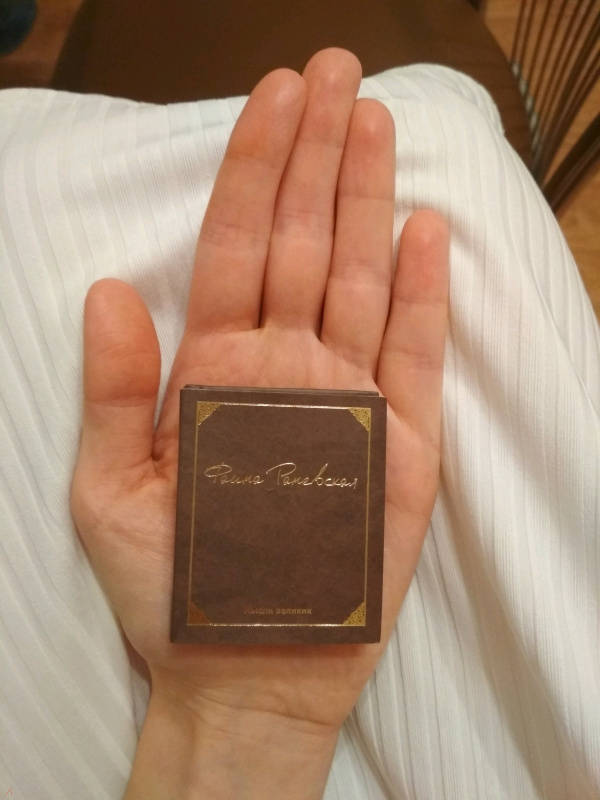 Фаина Раневская
Мысли великих